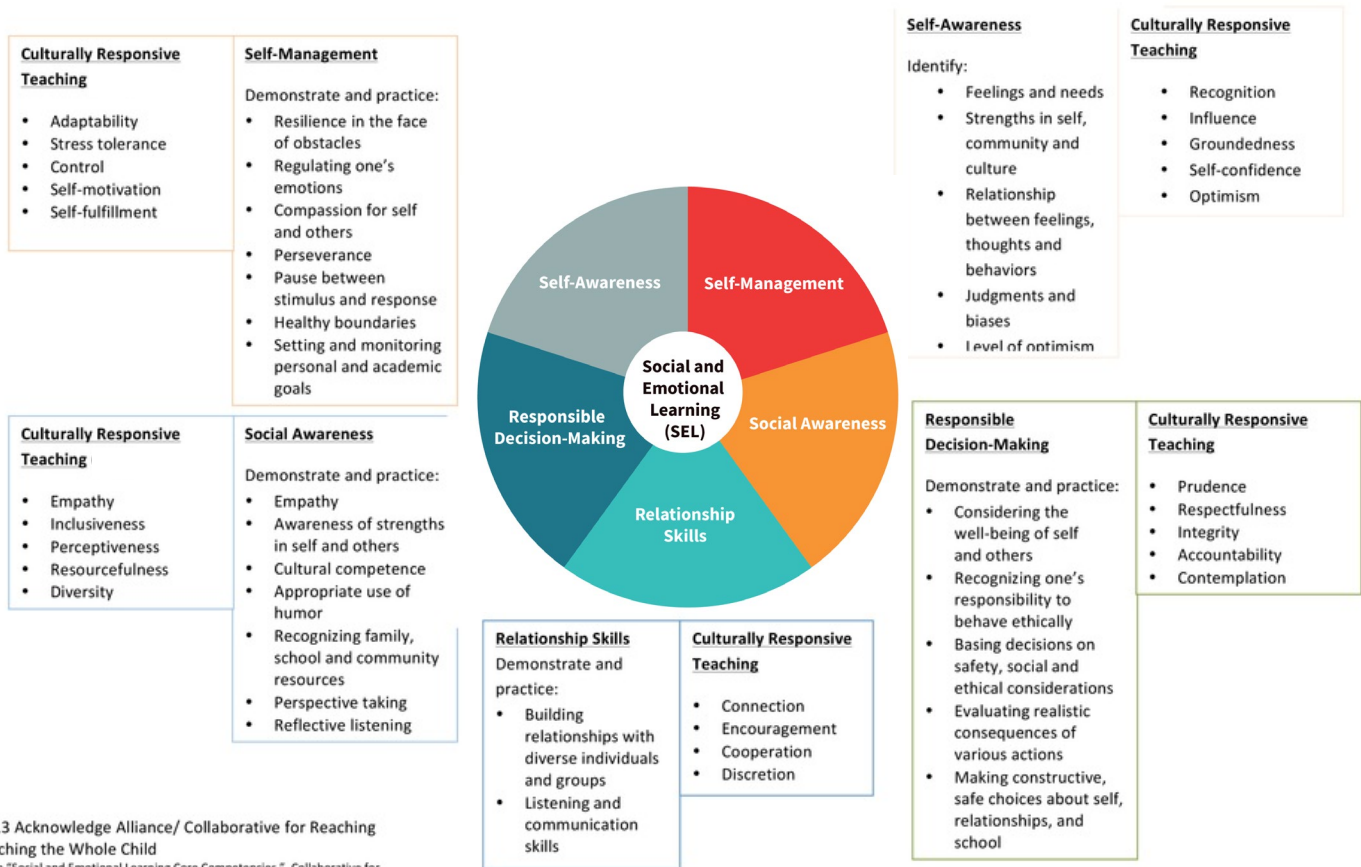 Culturally Responsive
Teaching
• Adaptability
• Stress tolerance
• Control
• Self-motivation
• Self-fulfillment
Self-Management
Demonstrate and practice:
• Resilience in the face
of obstacles
• Regulating one's
emotions
• Compassion for self
and others
• Perseverance
• Pause between
stimulus and response
• Healthy boundaries
• Setting and monitoring
personal and academic
goals
Self-Awareness
Identify:
• Feelings and needs
• Strengths in self,
community and
culture
• Relationship
between feelings,
thoughts and
behaviors
• Judgments and
biases
• Level of optimism
Culturally Responsive
Teaching
• Recognition
• Influence
• Groundedness
• Self-confidence
• Optimism
Self-Awareness
Self-Management
Social and
Emotional
Learning
(SEL)
Responsible
Decision-Making
Social Awareness
Relationship
Skills
Culturally Responsive
Teaching
• Empathy
• Inclusiveness
• Perceptiveness
• Resourcefulness
• Diversity
Social Awareness
Demonstrate and practice:
• Empathy
• Awareness of strengths
in self and others
• Cultural competence
• Appropriate use of
humor
• Recognizing family,
school and community
resources
• Perspective taking
• Reflective listening
Relationship Skills
Demonstrate and
practice:
• Building
relationships with
diverse individuals
and groups
• Listening and
communication
skills
Culturally Responsive
Teaching
• Connection
• Encouragement
• Cooperation
• Discretion
Responsible
Decision-Making
Demonstrate and practice:
• Considering the
well-being of self
and others
• Recognizing one's
responsibility to
behave ethically
• Basing decisions on
safety, social and
ethical considerations
• Evaluating realistic
consequences of
various actions
• Making constructive,
safe choices about self,
relationships, and
school
Culturally Responsive
Teaching
• Prudence
• Respectfulness
• Integrity
• Accountability
• Contemplation
3 Acknowledge Alliance/ Collaborative for Reaching
ching the Whole Child
"Social and Emotional Learning Core Competencies." Collaborative for